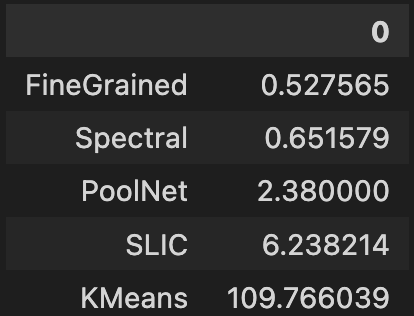 0
FineGrained 0.527565
Spectral 0.651579
PoolNet 2.380000
SLIC 6.238214
KMeans 109.766039